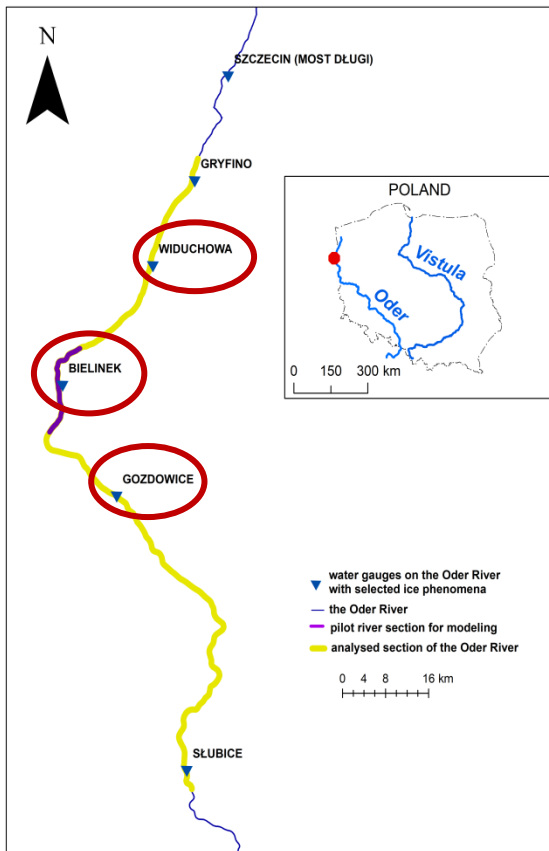 N
SZCZECIN (MOST DŁUGI)
GRYFINO
WIDUCHOWA
BIELINEK
GOZDOWICE
SŁUBICE
POLAND
Vistula
Oder
0 150 300 km
water gauges on the Oder River
with selected ice phenomena
the Oder River
pilot river section for modeling
analysed section of the Oder River
0 4 8 16 km